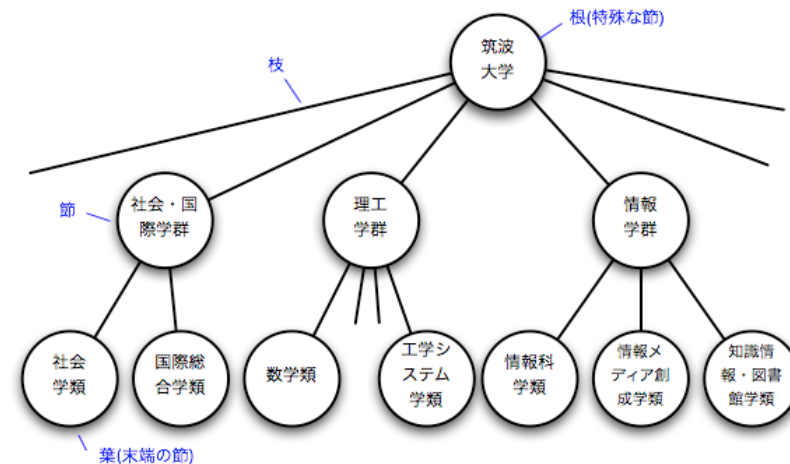 根(特殊な節)
筑波
大学
枝
節
社会・国
際学群
理工
学群
情報
学群
社会
学類
国際総
合学類
数学類
工学シ
ステム
学類
情報科
学類
情報メ
ディア創
成学類
知識情
報・図書
館学類
葉(末端の節)